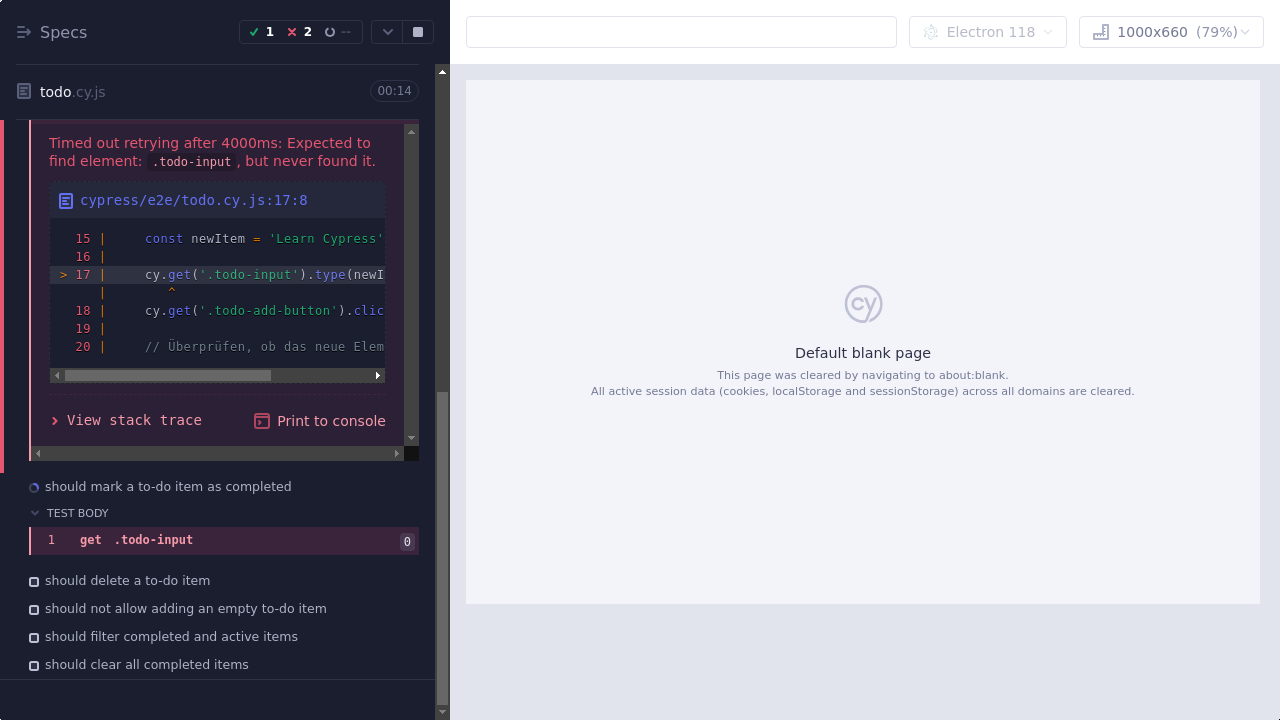 Specs
1
2
--
Electron 118
1000x660 (79%)
todo.cy.js
00:14
Timed out retrying after 4000ms: Expected to
find element: .todo-input, but never found it.
cypress/e2e/todo.cy.js:17:8
15 | const newItem = 'Learn Cypress'
16 |
> 17 | cy.get('.todo-input').type(newI
| ^
18 | cy.get('.todo-add-button').clic
19 |
20 | // Überprüfen, ob das neue Elem
View stack trace
Print to console
should mark a to-do item as completed
TEST BODY
1 get .todo-input 0
should delete a to-do item
should not allow adding an empty to-do item
should filter completed and active items
should clear all completed items
cy
Default blank page
This page was cleared by navigating to about:blank.
All active session data (cookies, localStorage and sessionStorage) across all domains are cleared.